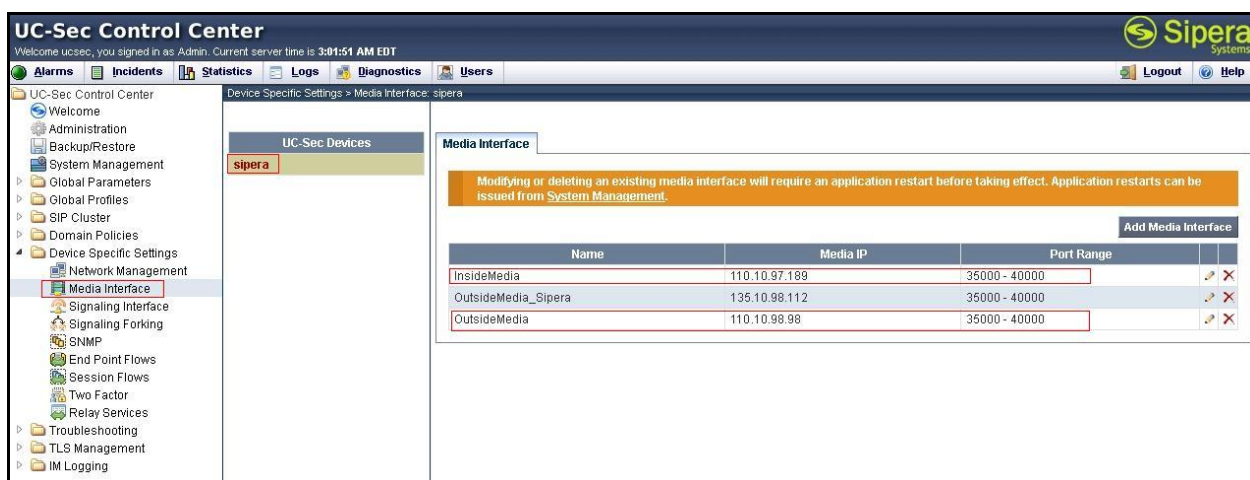 UC-Sec Control Center
Welcome ucsec, you signed in as Admin. Current server time is 3:01:51 AM EDT
Sipera
Systems
Alarms Incidents Statistics Logs Diagnostics Users Logout Help
UC-Sec Control Center
Welcome
Administration
Backup/Restore
System Management
Global Parameters
Global Profiles
SIP Cluster
Domain Policies
Device Specific Settings
Network Management
Media Interface
Signaling Interface
Signaling Forking
SNMP
End Point Flows
Session Flows
Two Factor
Relay Services
Troubleshooting
TLS Management
IM Logging
Device Specific Settings > Media Interface: sipera
UC-Sec Devices
sipera
Media Interface
Modifying or deleting an existing media interface will require an application restart before taking effect. Application restarts can be
issued from System Management.
Add Media Interface
Name Media IP Port Range
InsideMedia 110.10.97.189 35000 - 40000
OutsideMedia_Sipera 135.10.98.112 35000 - 40000
OutsideMedia 110.10.98.98 35000 - 40000